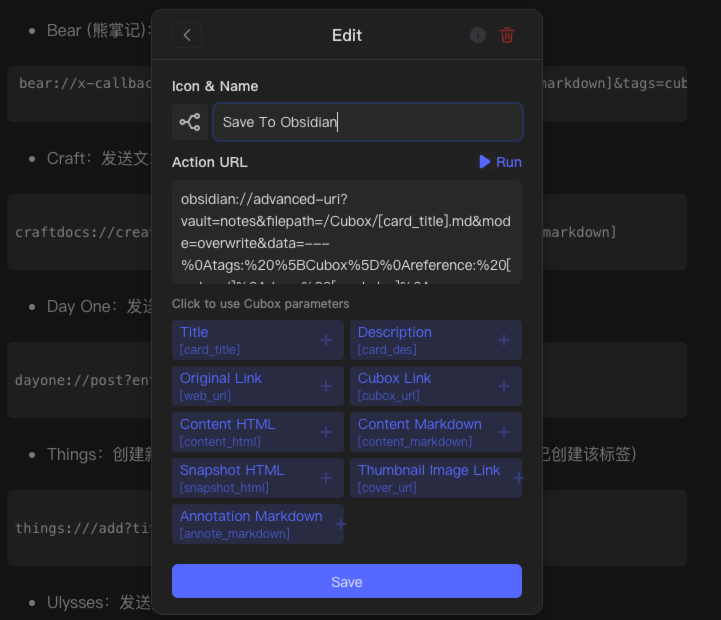 Bear (熊掌记)：
bear://x-callbac
Craft：发送文
craftdocs://crea
Day One：发送
dayone://post?en
Things：创建新
things:///add?ti
Ulysses：发送
Edit
Icon & Name
Save To Obsidian
Action URL
Run
obsidian://advanced-uri?
vault=notes&filepath=/Cubox/[card_title].md&mod
e=overwrite&data=---
%0Atags:%20%5BCubox%5D%0Areference:%20[
Click to use Cubox parameters
Title
[card_title]
Description
[card_des]
Original Link
[web_url]
Cubox Link
[cubox_url]
Content HTML
[content_html]
Content Markdown
[content_markdown]
Snapshot HTML
[snapshot_html]
Thumbnail Image Link
[cover_url]
Annotation Markdown
[annote_markdown]
Save
markdown]&tags=cub
markdown]
已创建该标签)